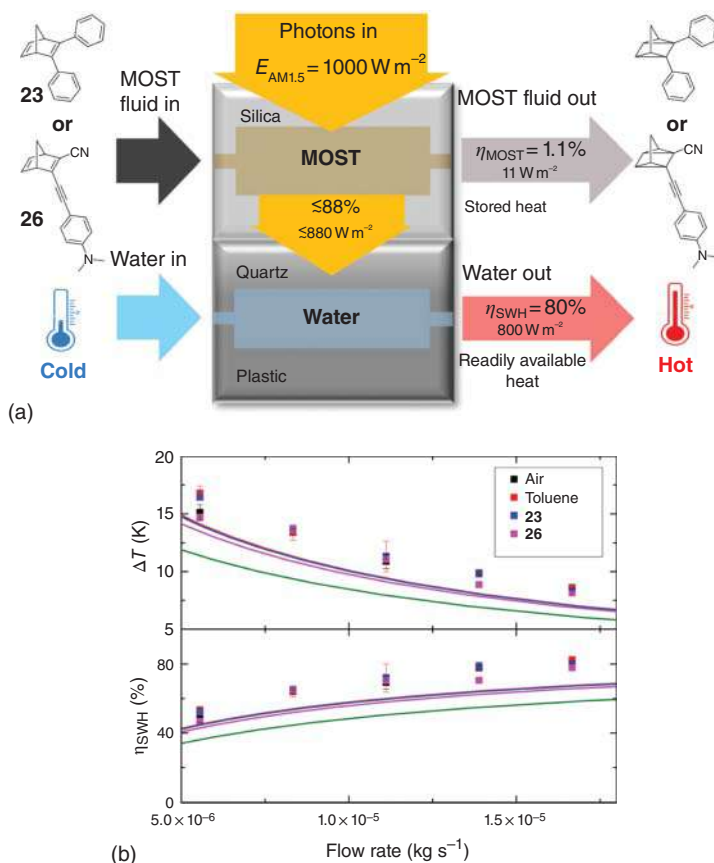 23
or
26
CN
N
MOST
fluid in
Water in
Cold
Photons in
E_AM1.5 = 1000 W m⁻²
Silica
MOST
≲88%
≲880 W m⁻²
Quartz
Water
Plastic
MOST fluid out
η_MOST = 1.1%
11 W m⁻²
Stored heat
Water out
η_SWH = 80%
800 W m⁻²
Readily available
heat
or
CN
N
Hot
(a)
20
15
10
5
ΔT (K)
Air
Toluene
23
26
80
40
0
η_SWH (%)
5.0 × 10⁻⁶
1.0 × 10⁻⁵
1.5 × 10⁻⁵
Flow rate (kg s⁻¹)
(b)